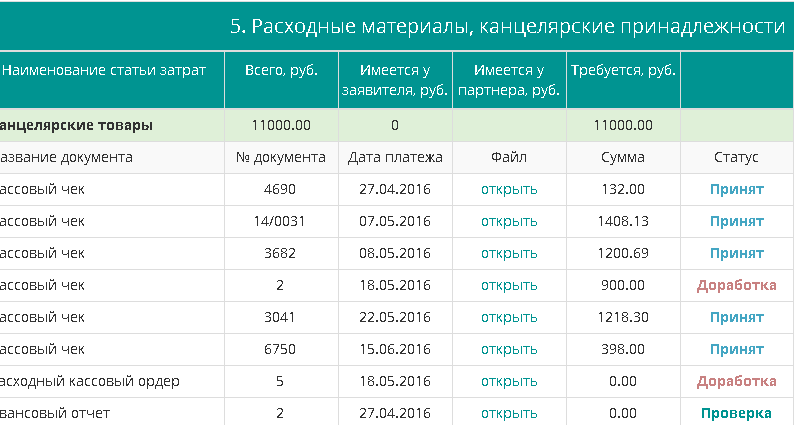 5. Расходные материалы, канцелярские принадлежности
Наименование статьи затрат Всего, руб. Имеется у заявителя, руб. Имеется у партнера, руб. Требуется, руб.
анцелярские товары 11000.00 0 11000.00
азвание документа № документа Дата платежа Файл Сумма Статус
ассовый чек 4690 27.04.2016 открыть 132.00 Принят
ассовый чек 14/0031 07.05.2016 открыть 1408.13 Принят
ассовый чек 3682 08.05.2016 открыть 1200.69 Принят
ассовый чек 2 18.05.2016 открыть 900.00 Доработка
ассовый чек 3041 22.05.2016 открыть 1218.30 Принят
ассовый чек 6750 15.06.2016 открыть 398.00 Принят
асходный кассовый ордер 5 18.05.2016 открыть 0.00 Доработка
вансовый отчет 2 27.04.2016 открыть 0.00 Проверка